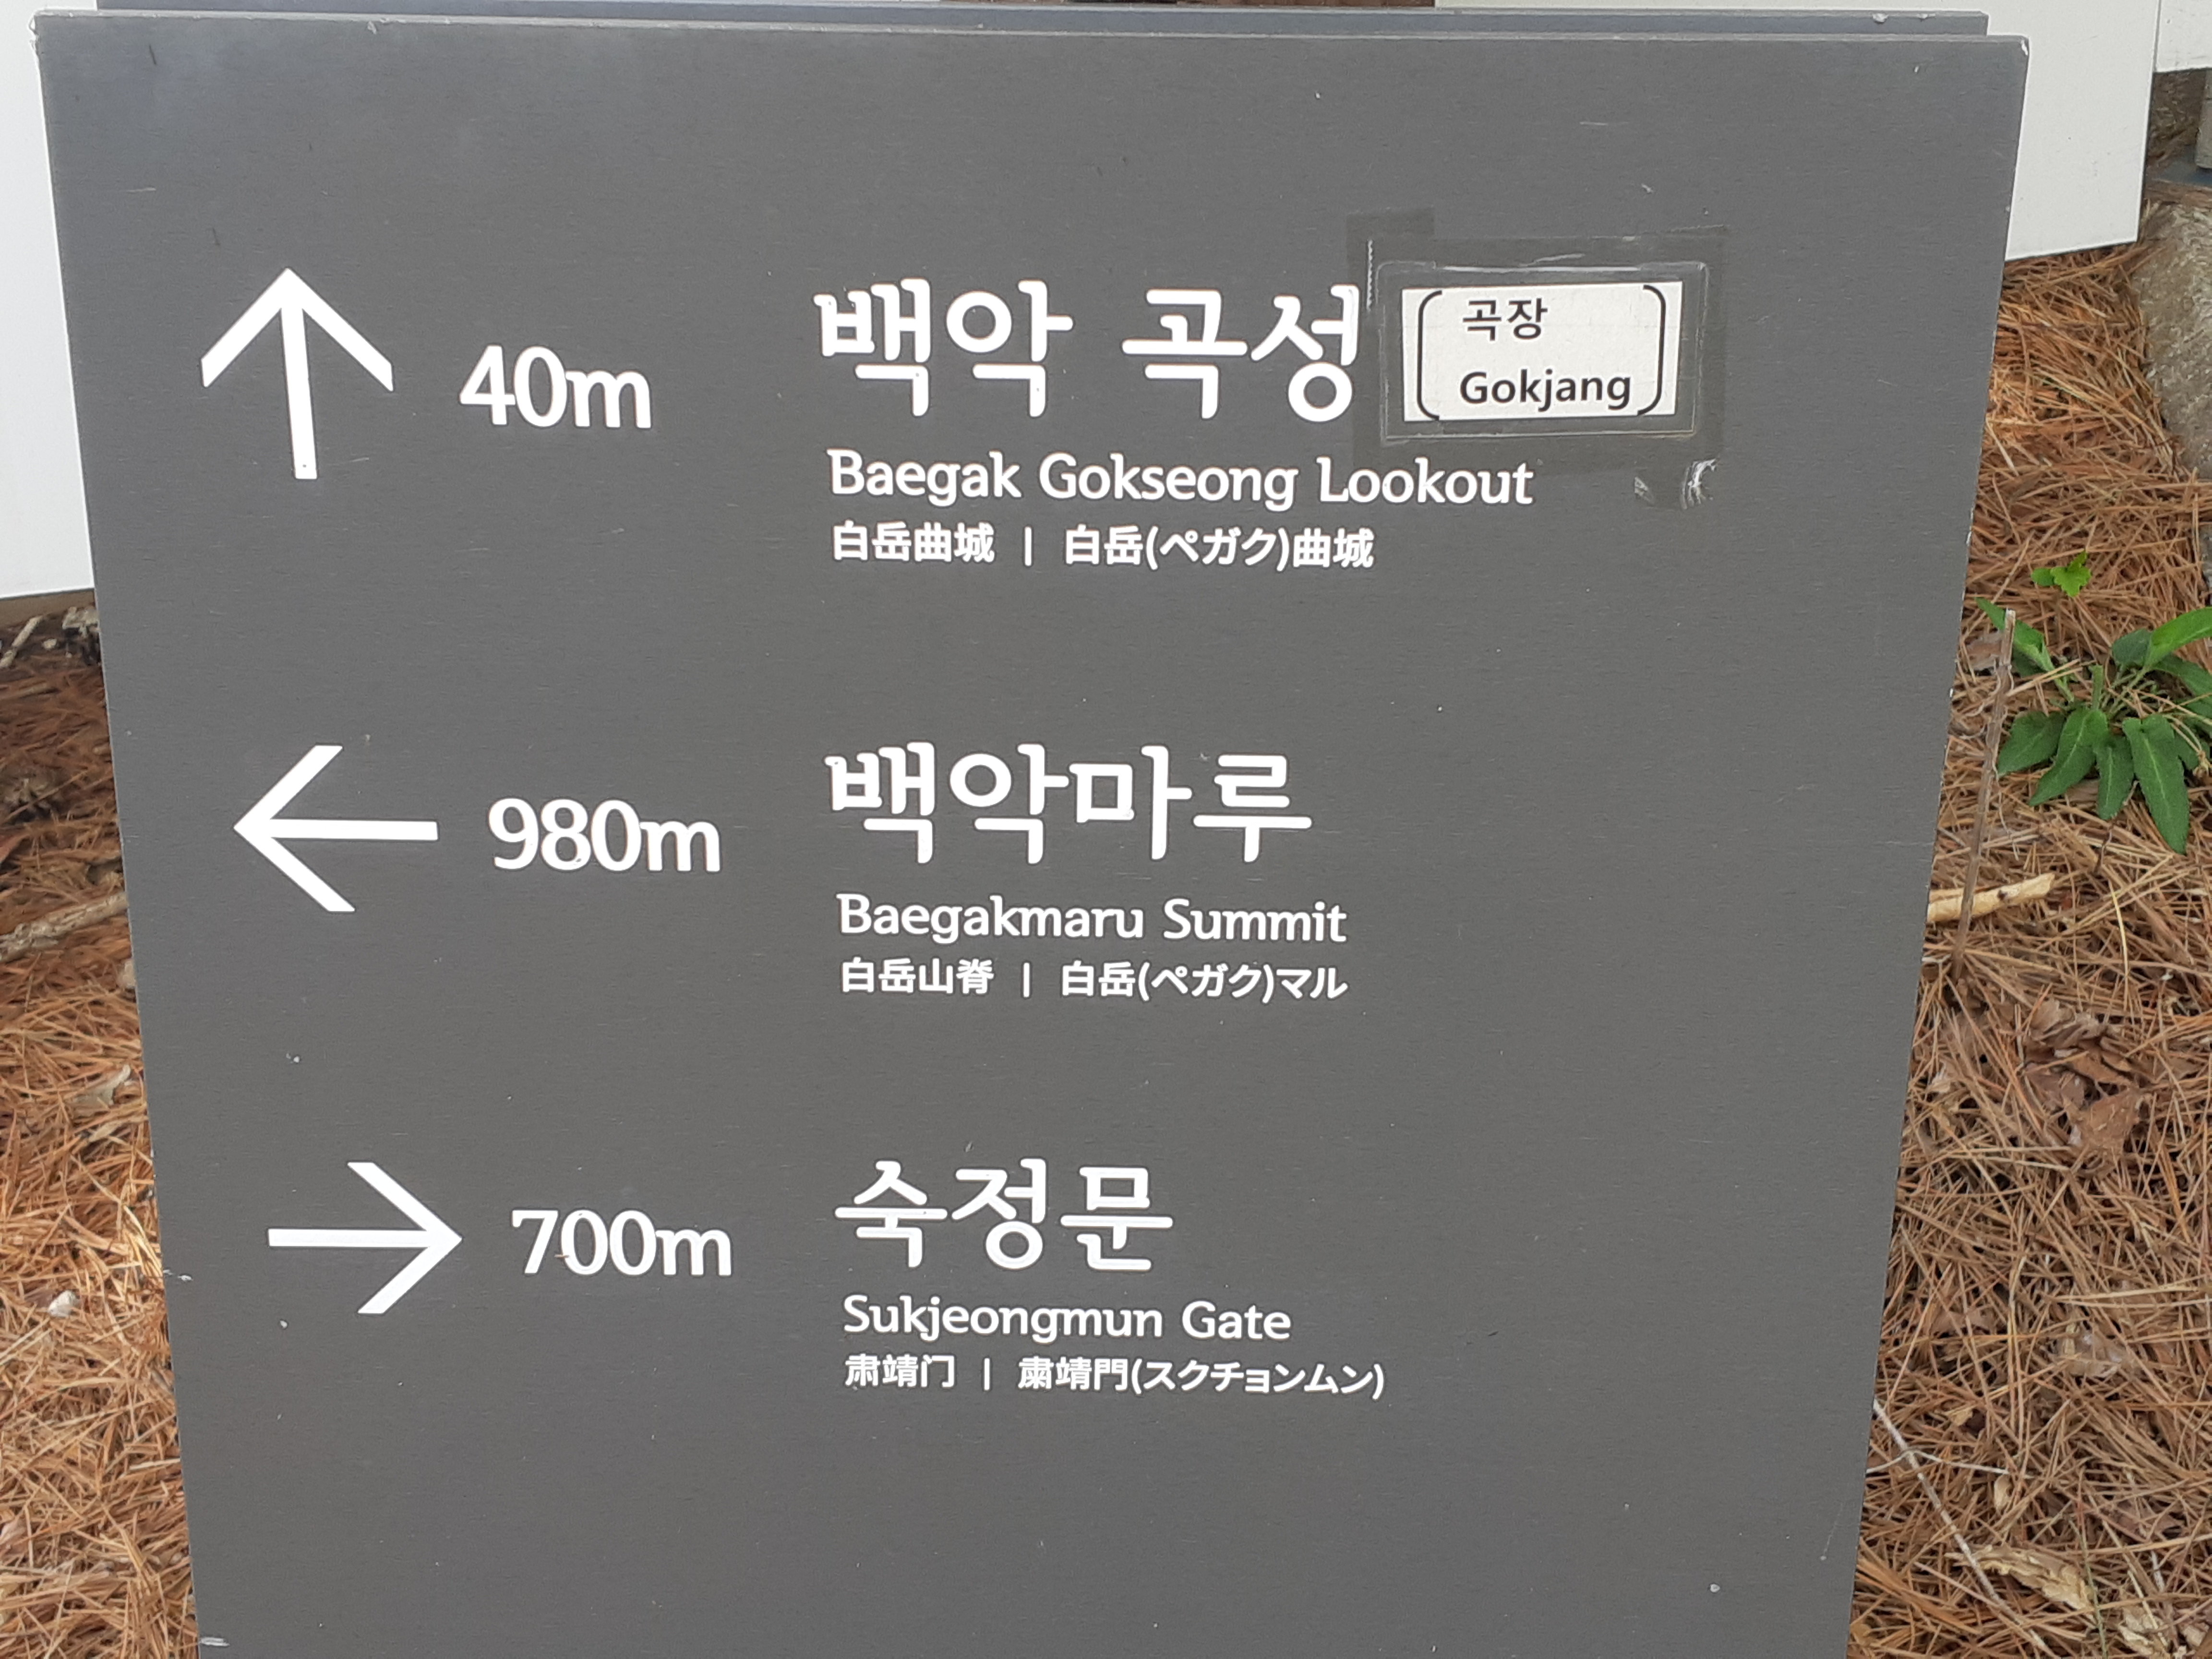 40m 백악 곡성 (곡장
Gokjang)
Baegak Gokseong Lookout
白岳曲城 | 白岳(ペガク)曲城
980m 백악마루
Baegakmaru Summit
白岳山脊 | 白岳(ペガク)マル
700m 숙정문
Sukjeongmun Gate
肃靖门 | 粛靖門(スクチョンムン)